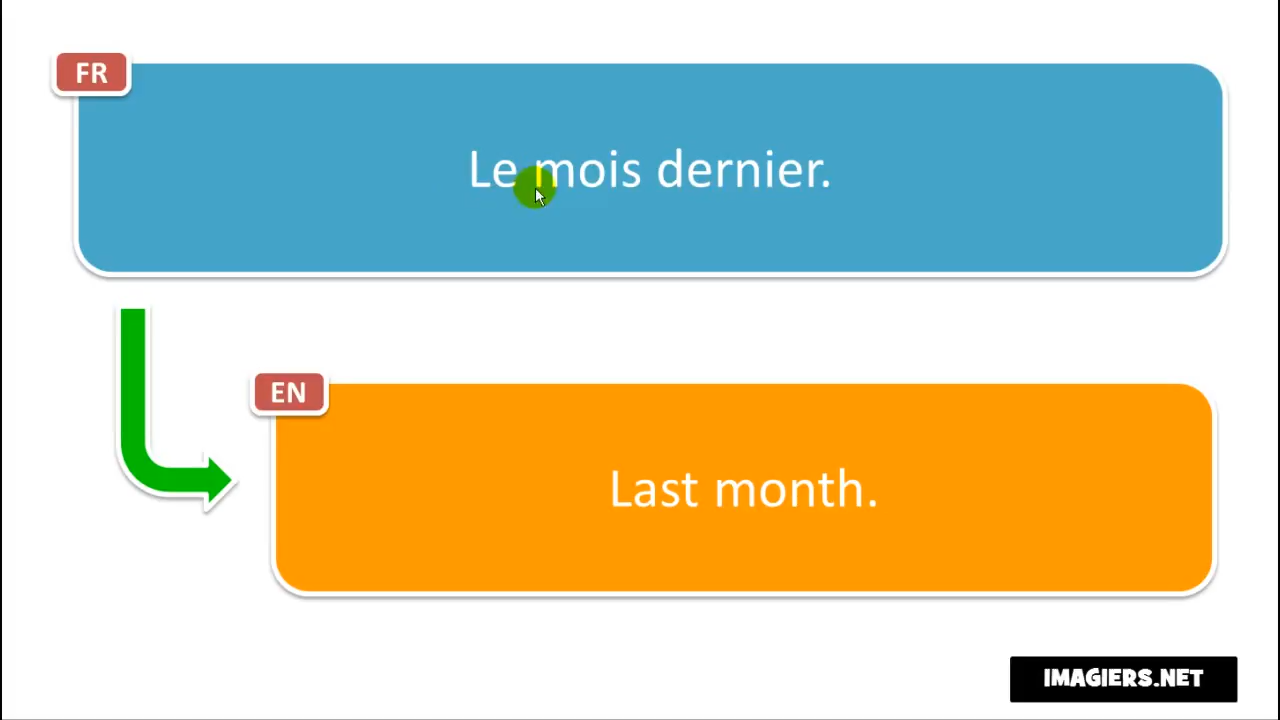 FR
Le mois dernier.
EN
Last month.
IMAGIERS.NET